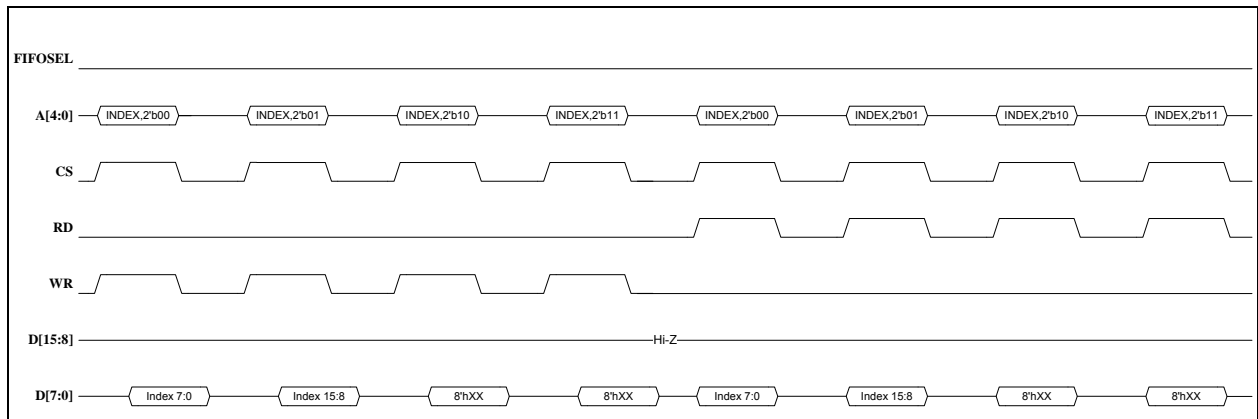 FIFOSEL
A[4:0] INDEX,2'b00 INDEX,2'b01 INDEX,2'b10 INDEX,2'b11 INDEX,2'b00 INDEX,2'b01 INDEX,2'b10 INDEX,2'b11
CS
RD
WR
D[15:8] Hi-Z
D[7:0] Index 7:0 Index 15:8 8'hXX 8'hXX Index 7:0 Index 15:8 8'hXX 8'hXX